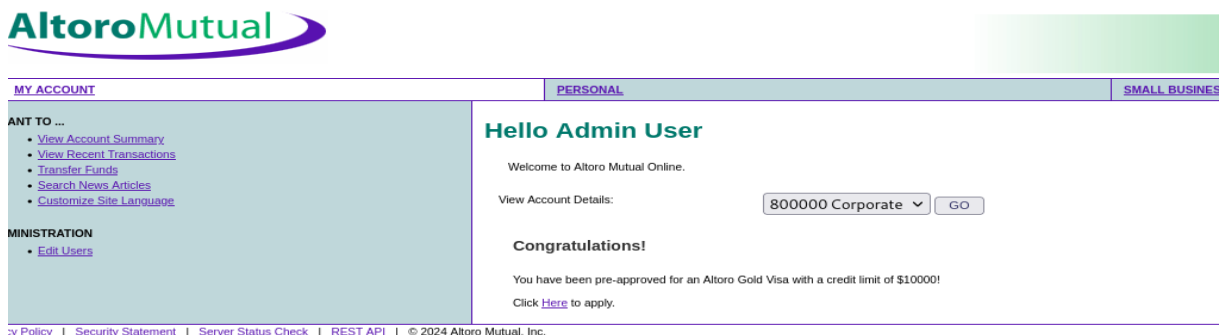 AltoroMutual
MY ACCOUNT
PERSONAL
SMALL BUSINES
ANT TO ...
View Account Summary
View Recent Transactions
Transfer Funds
Search News Articles
Customize Site Language
MINISTRATION
Edit Users
Hello Admin User
Welcome to Altoro Mutual Online.
View Account Details: 800000 Corporate GO
Congratulations!
You have been pre-approved for an Altoro Gold Visa with a credit limit of $10000!
Click Here to apply.
cy Policy | Security Statement | Server Status Check | REST API | © 2024 Altoro Mutual, Inc.